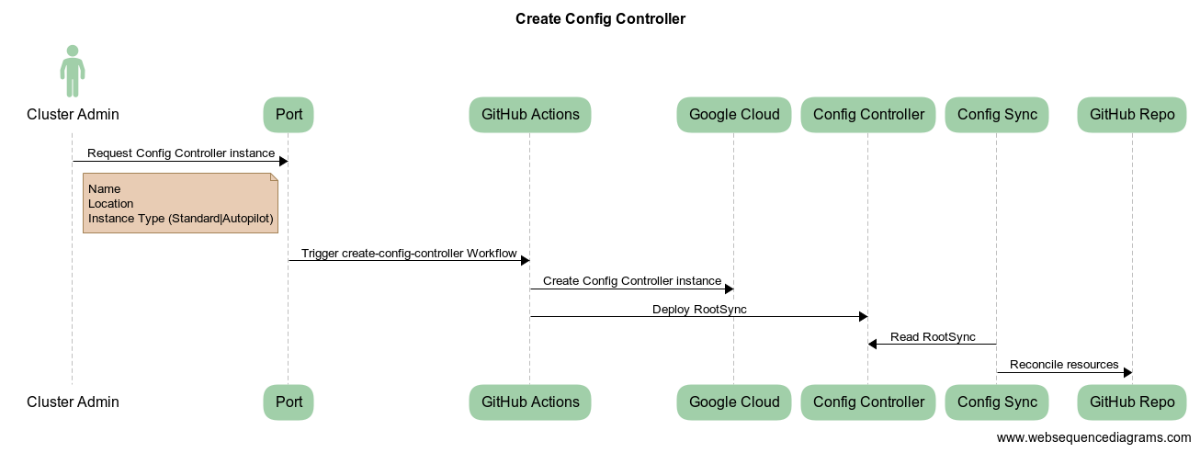 Create Config Controller
Cluster Admin
Port
GitHub Actions
Google Cloud
Config Controller
Config Sync
GitHub Repo
Request Config Controller instance
Name
Location
Instance Type (Standard|Autopilot)
Trigger create-config-controller Workflow
Create Config Controller instance
Deploy RootSync
Read RootSync
Reconcile resources
Cluster Admin
Port
GitHub Actions
Google Cloud
Config Controller
Config Sync
GitHub Repo
www.websequencediagrams.com